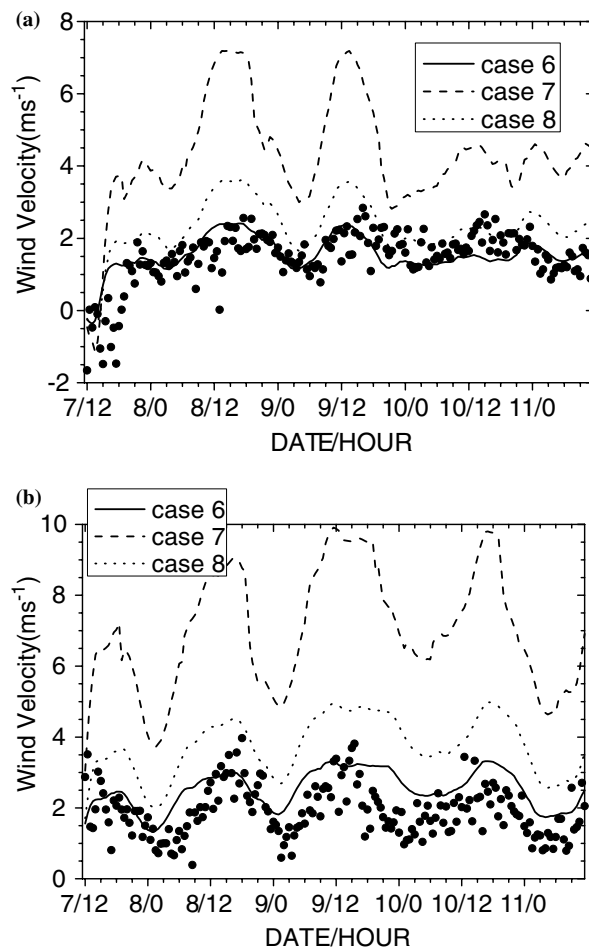 (a)
8
6
4
2
0
-2
Wind Velocity(ms-1)
case 6
case 7
case 8
7/12 8/0 8/12 9/0 9/12 10/0 10/12 11/0
DATE/HOUR
(b)
case 6
case 7
case 8
10
8
6
4
2
0
Wind Velocity(ms-1)
7/12 8/0 8/12 9/0 9/12 10/0 10/12 11/0
DATE/HOUR